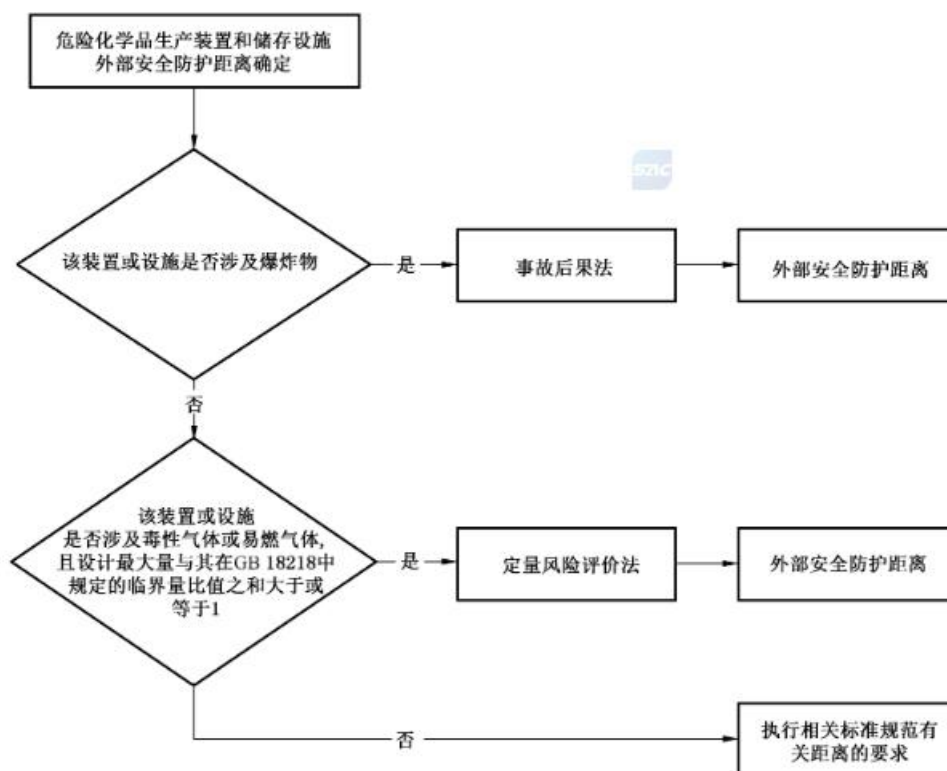 危险化学品生产装置和储存设施
外部安全防护距离确定
SZIC
该装置或设施是否涉及爆炸物
是
事故后果法
外部安全防护距离
否
该装置或设施
是否涉及毒性气体或易燃气体,
且设计最大量与其在GB 18218中
规定的临界量比值之和大于或
等于1
是
定量风险评价法
外部安全防护距离
否
执行相关标准规范有
关距离的要求